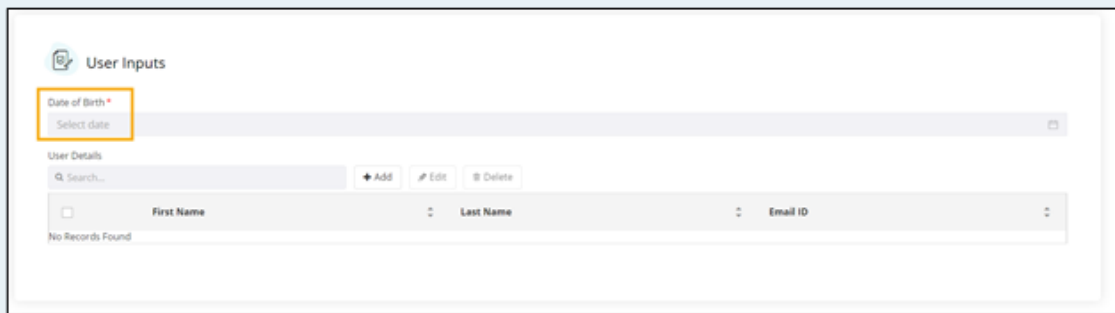 User Inputs
Date of Birth *
Select date
User Details
Search... Add Edit Delete
First Name Last Name Email ID
No Records Found